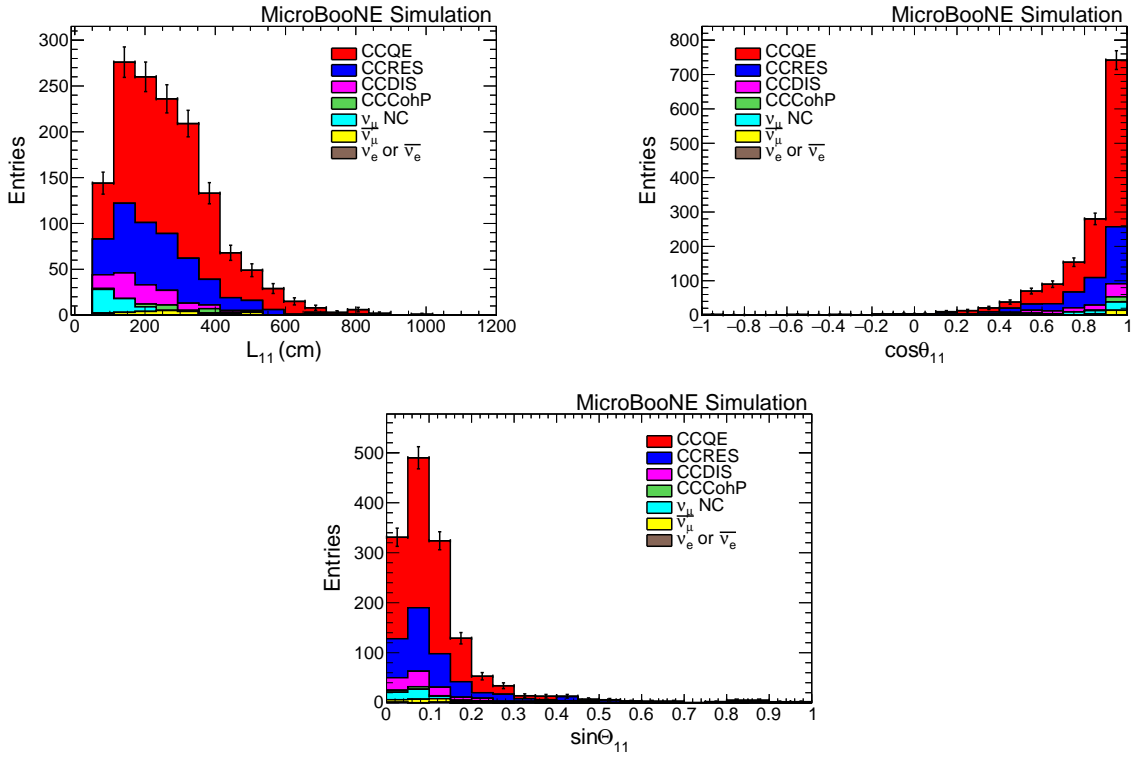 MicroBooNE Simulation
300
250
200
150
100
50
0
Entries
CCQE
CCRES
CCDIS
CCCohP
ν_μ NC
ν̅_μ
ν_e or ν̅_e
0 200 400 600 800 1000 1200
L_11 (cm)
MicroBooNE Simulation
800
700
600
500
400
300
200
100
0
Entries
CCQE
CCRES
CCDIS
CCCohP
ν_μ NC
ν̅_μ
ν_e or ν̅_e
−1 −0.8 −0.6 −0.4 −0.2 0 0.2 0.4 0.6 0.8 1
cosθ_11
MicroBooNE Simulation
500
400
300
200
100
0
Entries
CCQE
CCRES
CCDIS
CCCohP
ν_μ NC
ν̅_μ
ν_e or ν̅_e
0 0.1 0.2 0.3 0.4 0.5 0.6 0.7 0.8 0.9 1
sinΘ_11